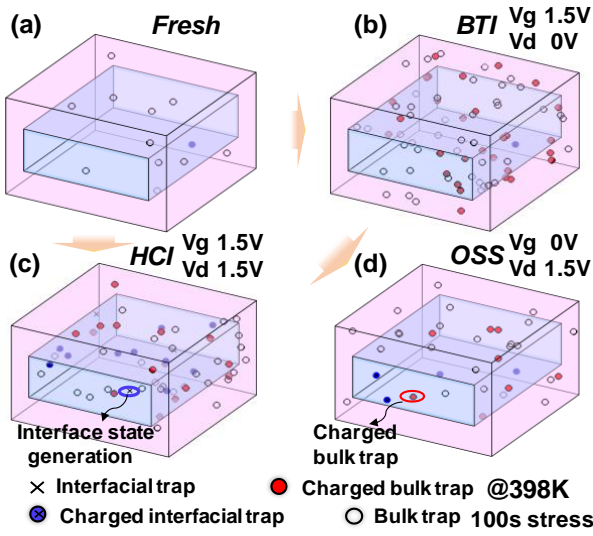 (a) Fresh
(b) BTI Vg 1.5V
Vd 0V
(c) HCI Vg 1.5V
Vd 1.5V
(d) OSS Vg 0V
Vd 1.5V
Interface state
generation
Charged
bulk trap
× Interfacial trap
Charged bulk trap @398K
Charged interfacial trap
Bulk trap 100s stress